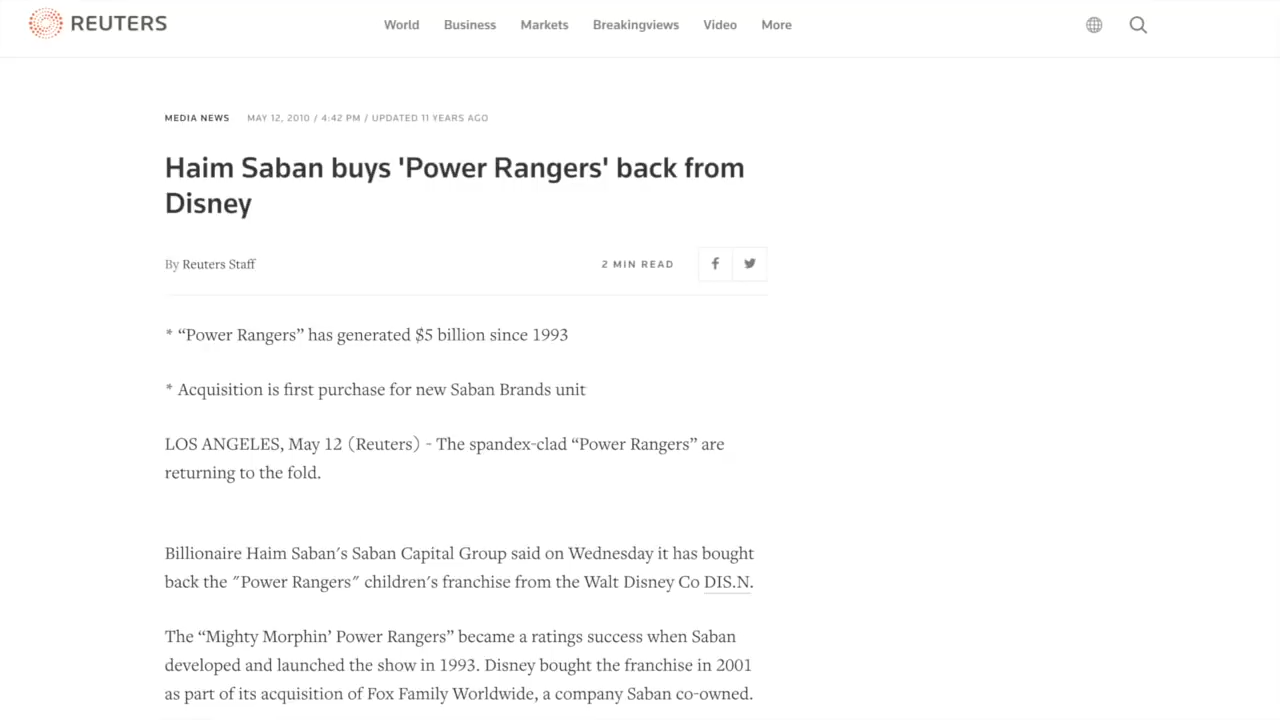 REUTERS
World Business Markets Breakingviews Video More
MEDIA NEWS MAY 12, 2010 / 4:42 PM / UPDATED 11 YEARS AGO
Haim Saban buys 'Power Rangers' back from
Disney
By Reuters Staff
2 MIN READ
* “Power Rangers” has generated $5 billion since 1993
* Acquisition is first purchase for new Saban Brands unit
LOS ANGELES, May 12 (Reuters) - The spandex-clad “Power Rangers” are
returning to the fold.
Billionaire Haim Saban's Saban Capital Group said on Wednesday it has bought
back the "Power Rangers" children's franchise from the Walt Disney Co DIS.N.
The “Mighty Morphin’ Power Rangers” became a ratings success when Saban
developed and launched the show in 1993. Disney bought the franchise in 2001
as part of its acquisition of Fox Family Worldwide, a company Saban co-owned.